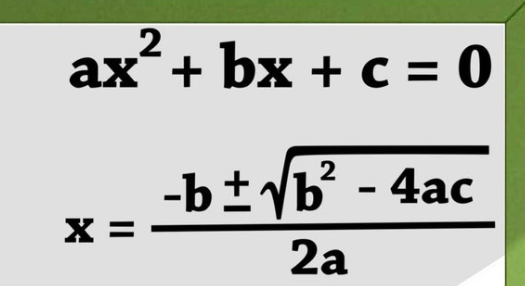 ax² + bx + c = 0
x = -b ± √b² - 4ac
2a